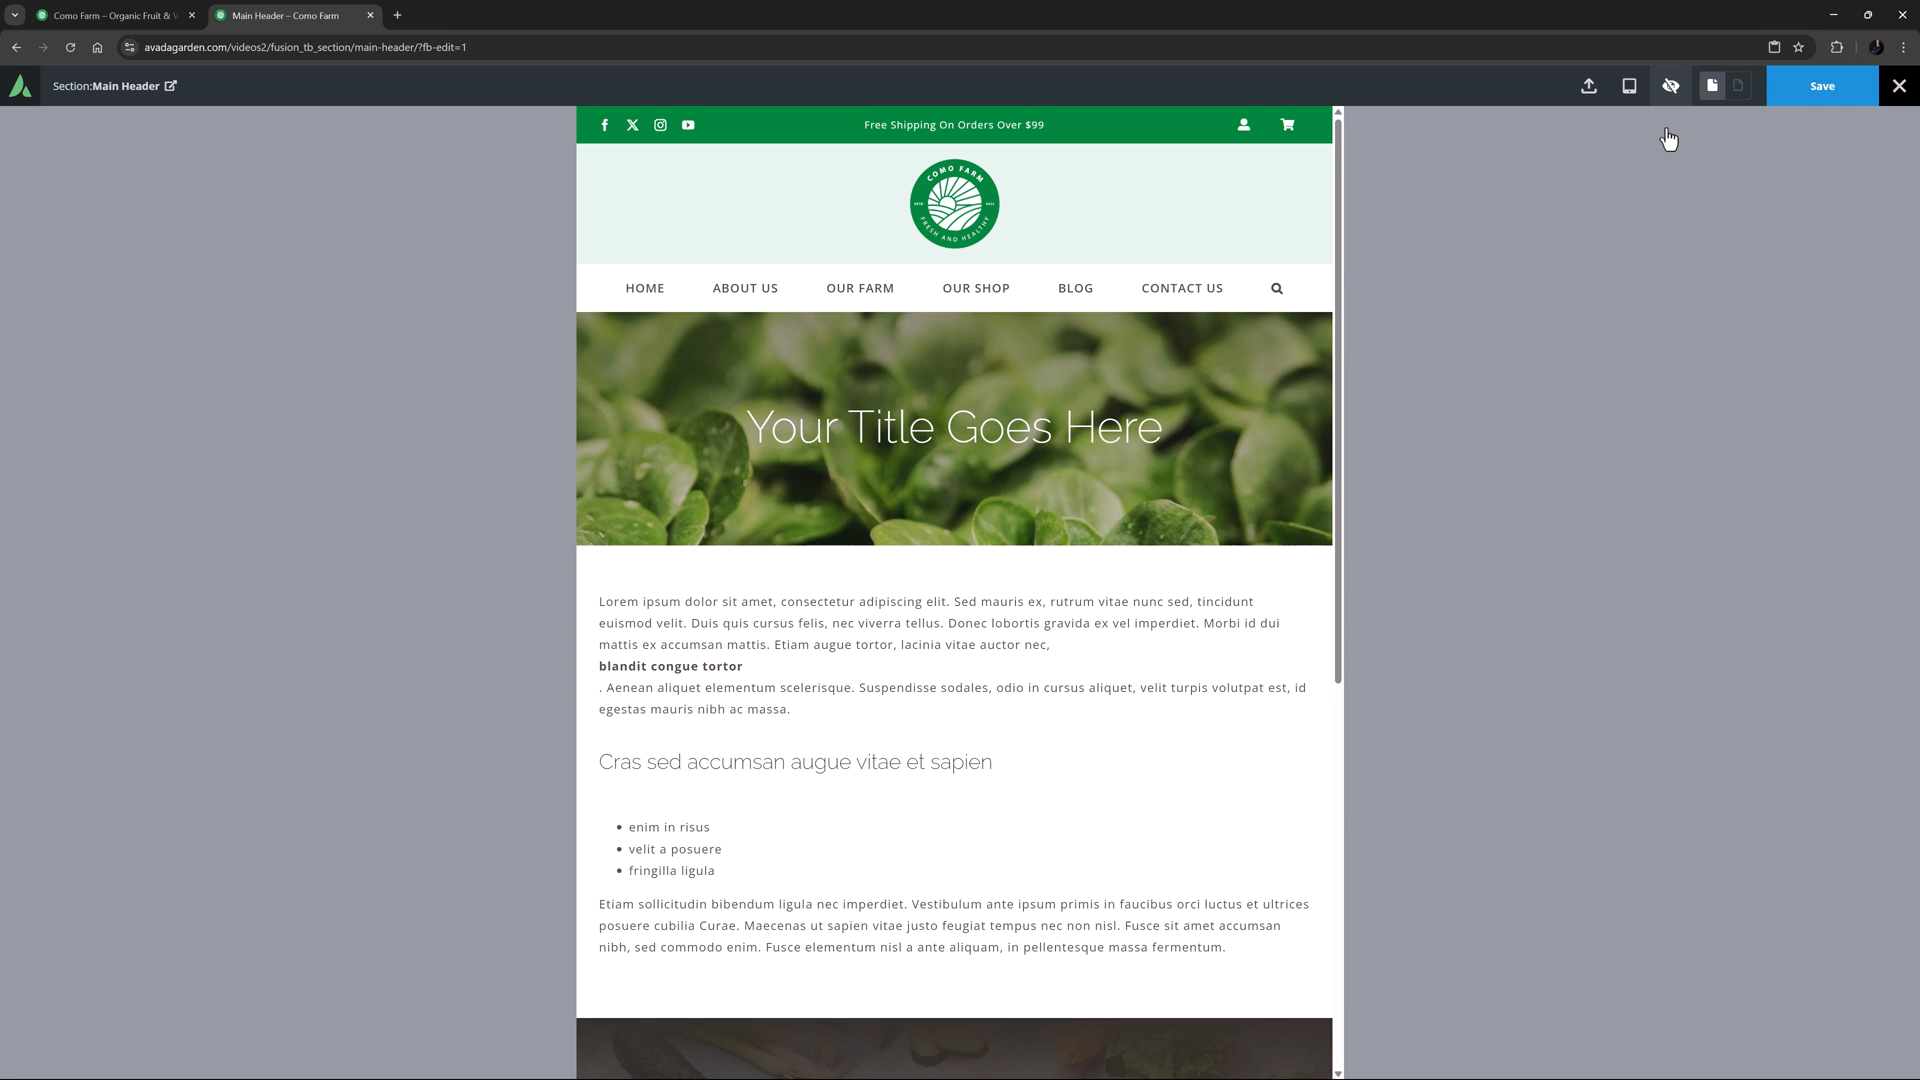 Como Farm – Organic Fruit & V
Main Header – Como Farm
avadagarden.com/videos2/fusion_tb_section/main-header/?fb-edit=1
Section:Main Header
Save
Free Shipping On Orders Over $99
COMO FARM
FRESH AND HEALTHY
HOME ABOUT US OUR FARM OUR SHOP BLOG CONTACT US
Your Title Goes Here
Lorem ipsum dolor sit amet, consectetur adipiscing elit. Sed mauris ex, rutrum vitae nunc sed, tincidunt
euismod velit. Duis quis cursus felis, nec viverra tellus. Donec lobortis gravida ex vel imperdiet. Morbi id dui
mattis ex accumsan mattis. Etiam augue tortor, lacinia vitae auctor nec,
blandit congue tortor
. Aenean aliquet elementum scelerisque. Suspendisse sodales, odio in cursus aliquet, velit turpis volutpat est, id
egestas mauris nibh ac massa.
Cras sed accumsan augue vitae et sapien
• enim in risus
• velit a posuere
• fringilla ligula
Etiam sollicitudin bibendum ligula nec imperdiet. Vestibulum ante ipsum primis in faucibus orci luctus et ultrices
posuere cubilia Curae. Maecenas ut sapien vitae justo feugiat tempus nec non nisl. Fusce sit amet accumsan
nibh, sed commodo enim. Fusce elementum nisl a ante aliquam, in pellentesque massa fermentum.